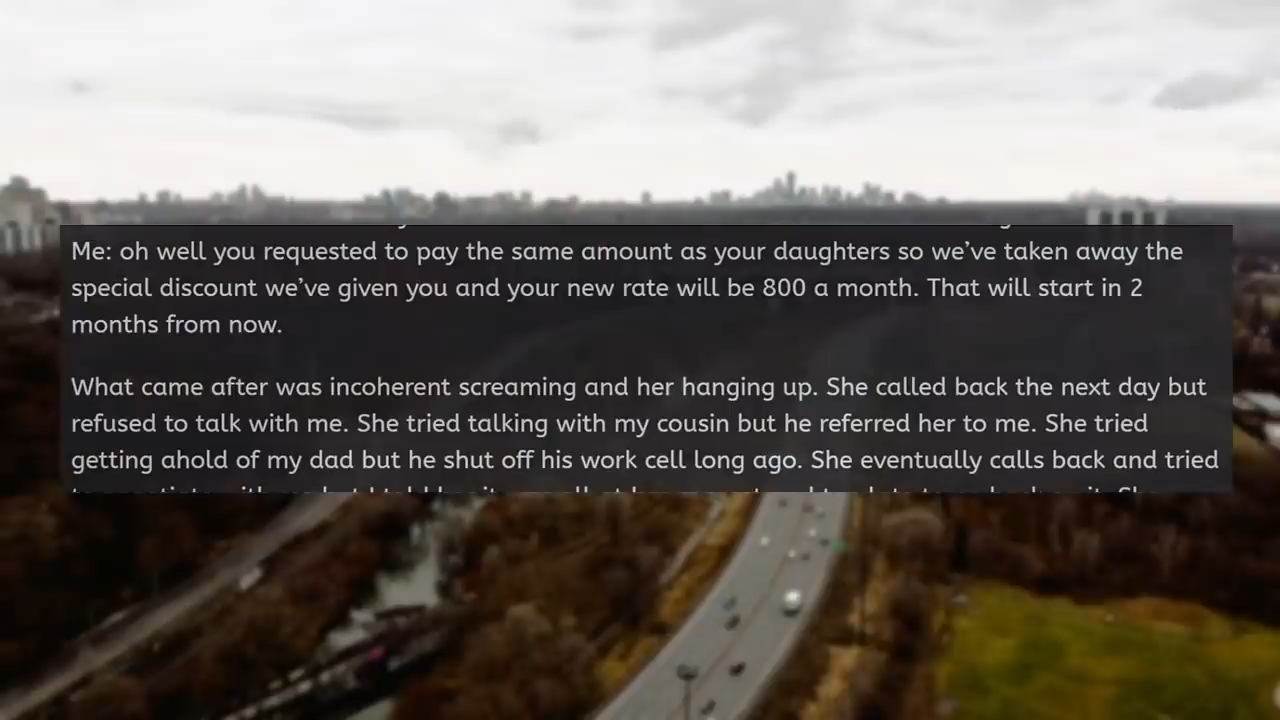 Me: oh well you requested to pay the same amount as your daughters so we’ve taken away the
special discount we’ve given you and your new rate will be 800 a month. That will start in 2
months from now.
What came after was incoherent screaming and her hanging up. She called back the next day but
refused to talk with me. She tried talking with my cousin but he referred her to me. She tried
getting ahold of my dad but he shut off his work cell long ago. She eventually calls back and tried